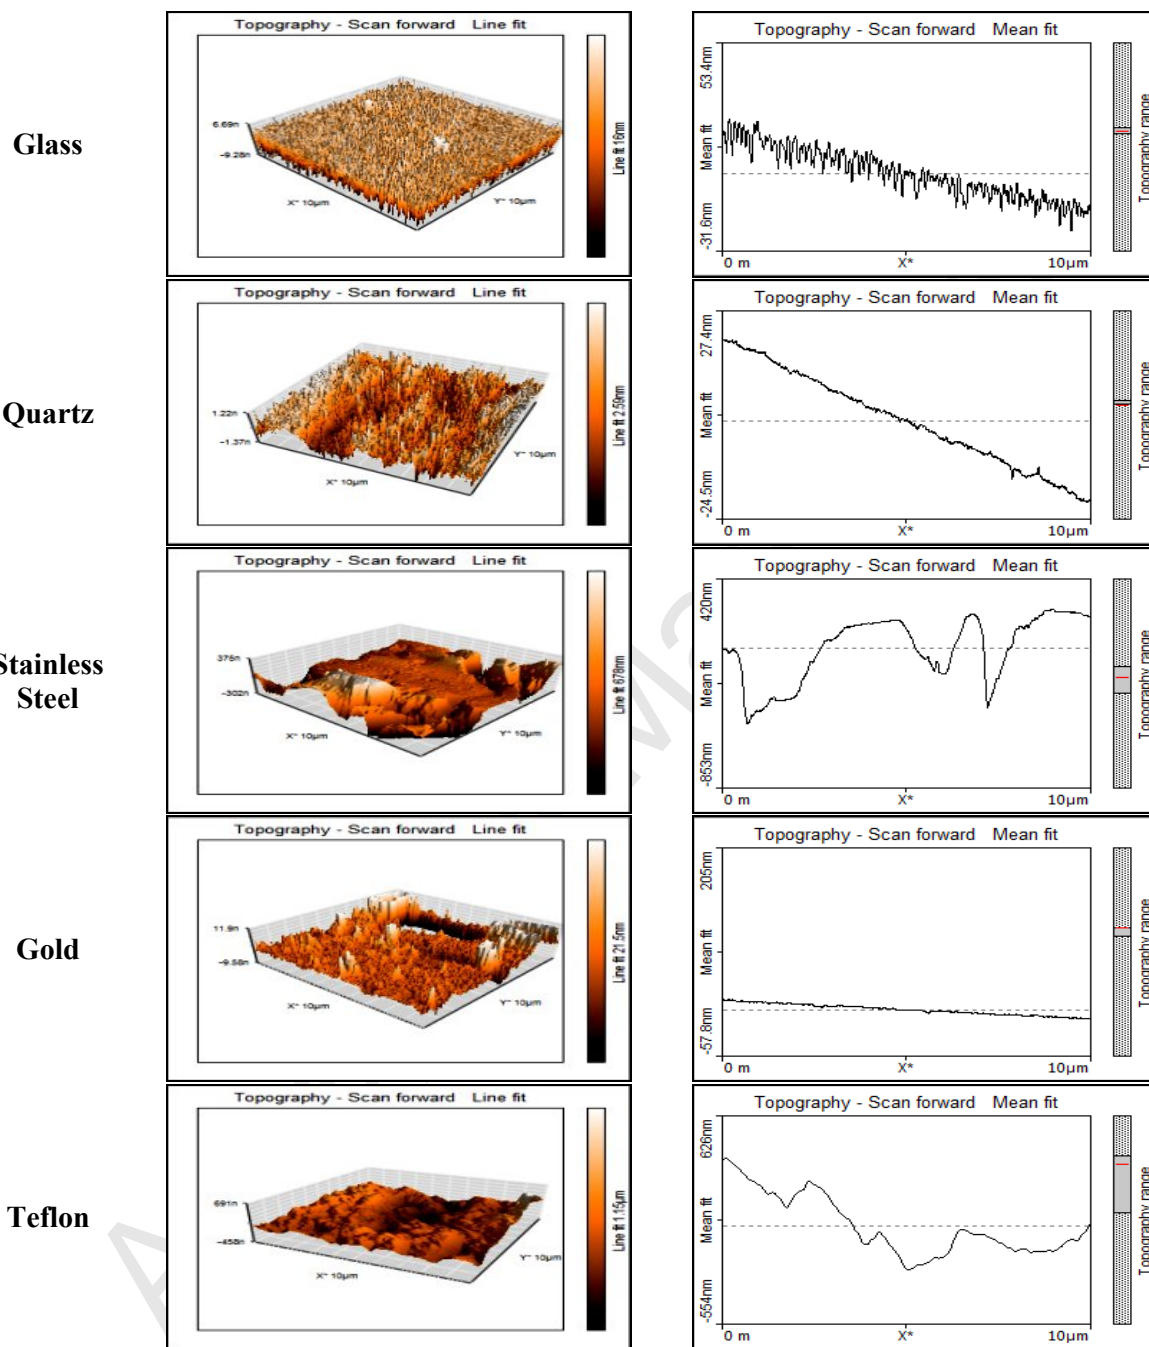 Topography - Scan forward Line fit
Topography - Scan forward Mean fit
Glass
6.69n
-9.28n
X* 10µm
Y* 10µm
Line fit 16nm
53.4nm
Mean fit
-31.6nm
0 m
X*
10µm
Topography range
Topography - Scan forward Line fit
Topography - Scan forward Mean fit
Quartz
1.22n
-1.37n
X* 10µm
Y* 10µm
Line fit 2.59nm
27.4nm
Mean fit
-24.5nm
0 m
X*
10µm
Topography range
Topography - Scan forward Line fit
Topography - Scan forward Mean fit
Stainless
Steel
375n
-302n
X* 10µm
Y* 10µm
Line fit 678nm
420nm
Mean fit
-853nm
0 m
X*
10µm
Topography range
Topography - Scan forward Line fit
Topography - Scan forward Mean fit
Gold
11.9n
-9.58n
X* 10µm
Y* 10µm
Line fit 21.5nm
205nm
Mean fit
-57.8nm
0 m
X*
10µm
Topography range
Topography - Scan forward Line fit
Topography - Scan forward Mean fit
Teflon
691n
-458n
X* 10µm
Y* 10µm
Line fit 1.15µm
626nm
Mean fit
-554nm
0 m
X*
10µm
Topography range